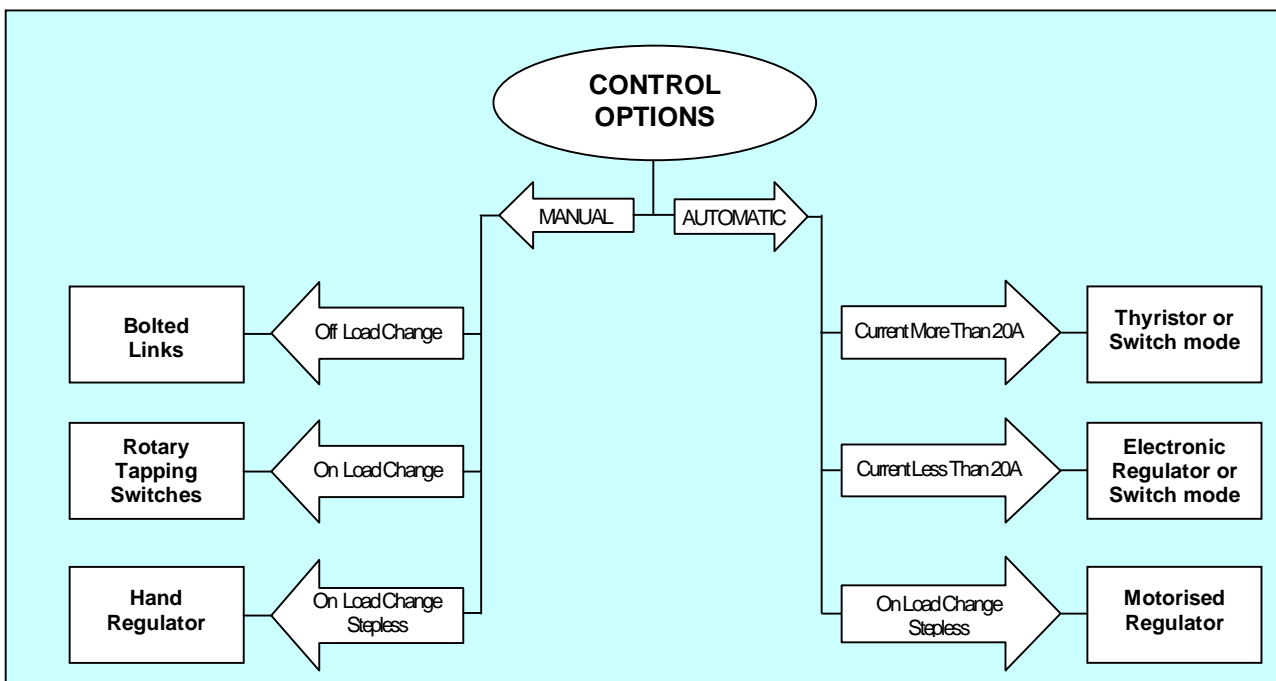 CONTROL
OPTIONS
MANUAL
AUTOMATIC
Bolted
Links
Off Load Change
Current More Than 20A
Thyristor or
Switch mode
Rotary
Tapping
Switches
On Load Change
Current Less Than 20A
Electronic
Regulator or
Switch mode
Hand
Regulator
On Load Change
Stepless
On Load Change
Stepless
Motorised
Regulator